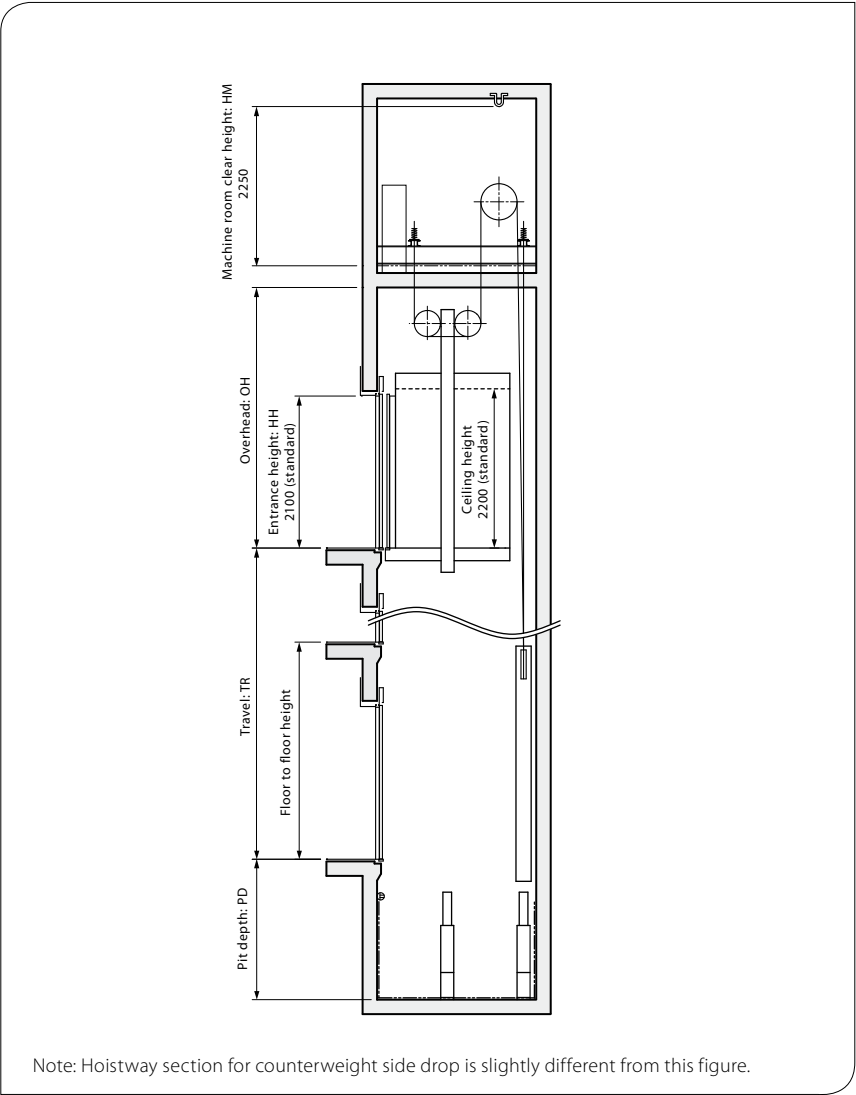 Machine room clear height: HM
2250
Overhead: OH
Entrance height: HH
2100 (standard)
Ceiling height
2200 (standard)
Travel: TR
Floor to floor height
Pit depth: PD
Note: Hoistway section for counterweight side drop is slightly different from this figure.